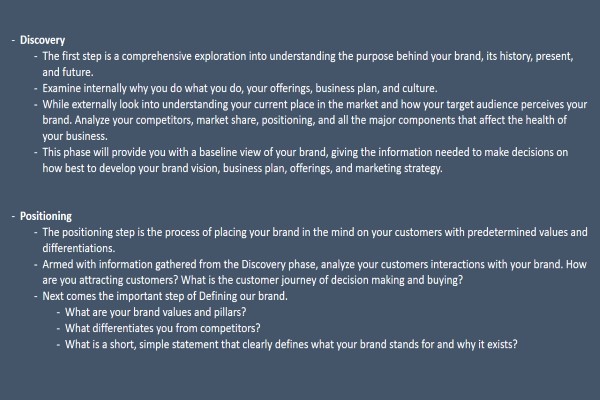 - Discovery
- The first step is a comprehensive exploration into understanding the purpose behind your brand, its history, present,
and future.
- Examine internally why you do what you do, your offerings, business plan, and culture.
- While externally look into understanding your current place in the market and how your target audience perceives your
brand. Analyze your competitors, market share, positioning, and all the major components that affect the health of
your business.
- This phase will provide you with a baseline view of your brand, giving the information needed to make decisions on
how best to develop your brand vision, business plan, offerings, and marketing strategy.
- Positioning
- The positioning step is the process of placing your brand in the mind on your customers with predetermined values and
differentiations.
- Armed with information gathered from the Discovery phase, analyze your customers interactions with your brand. How
are you attracting customers? What is the customer journey of decision making and buying?
- Next comes the important step of Defining our brand.
- What are your brand values and pillars?
- What differentiates you from competitors?
- What is a short, simple statement that clearly defines what your brand stands for and why it exists?